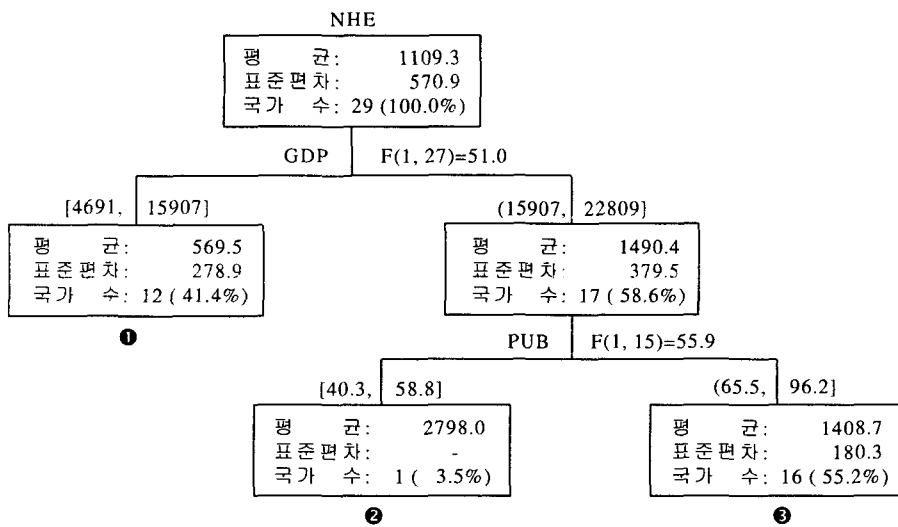 NHE
평 균: 1109.3
표준편차: 570.9
국가 수: 29 (100.0%)
GDP F(1, 27)=51.0
[4691, 15907]
(15907, 22809]
평 균: 569.5
표준편차: 278.9
국가 수: 12 ( 41.4%)
❶
평 균: 1490.4
표준편차: 379.5
국가 수: 17 ( 58.6%)
PUB F(1, 15)=55.9
[40.3, 58.8]
(65.5, 96.2]
평 균: 2798.0
표준편차: -
국가 수: 1 ( 3.5%)
❷
평 균: 1408.7
표준편차: 180.3
국가 수: 16 ( 55.2%)
❸